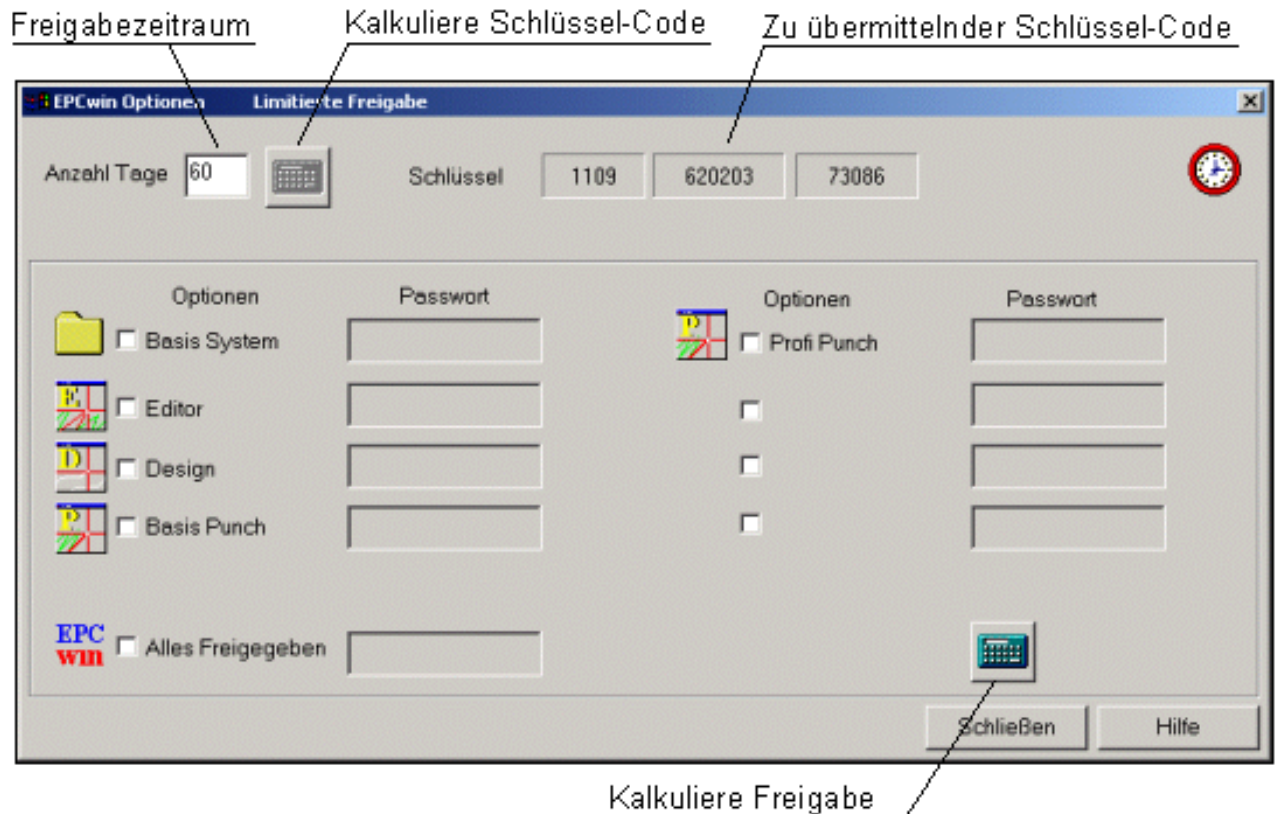 Freigabezeitraum Kalkuliere Schlüssel-Code Zu übermittelnder Schlüssel-Code
EPCwin Optionen Limitierte Freigabe
Anzahl Tage 60 Schlüssel 1109 620203 73086
Optionen Passwort Optionen Passwort
Basis System P Profi Punch
E Editor
D Design
P Basis Punch
EPC
win Alles Freigegeben
Schließen Hilfe
Kalkuliere Freigabe